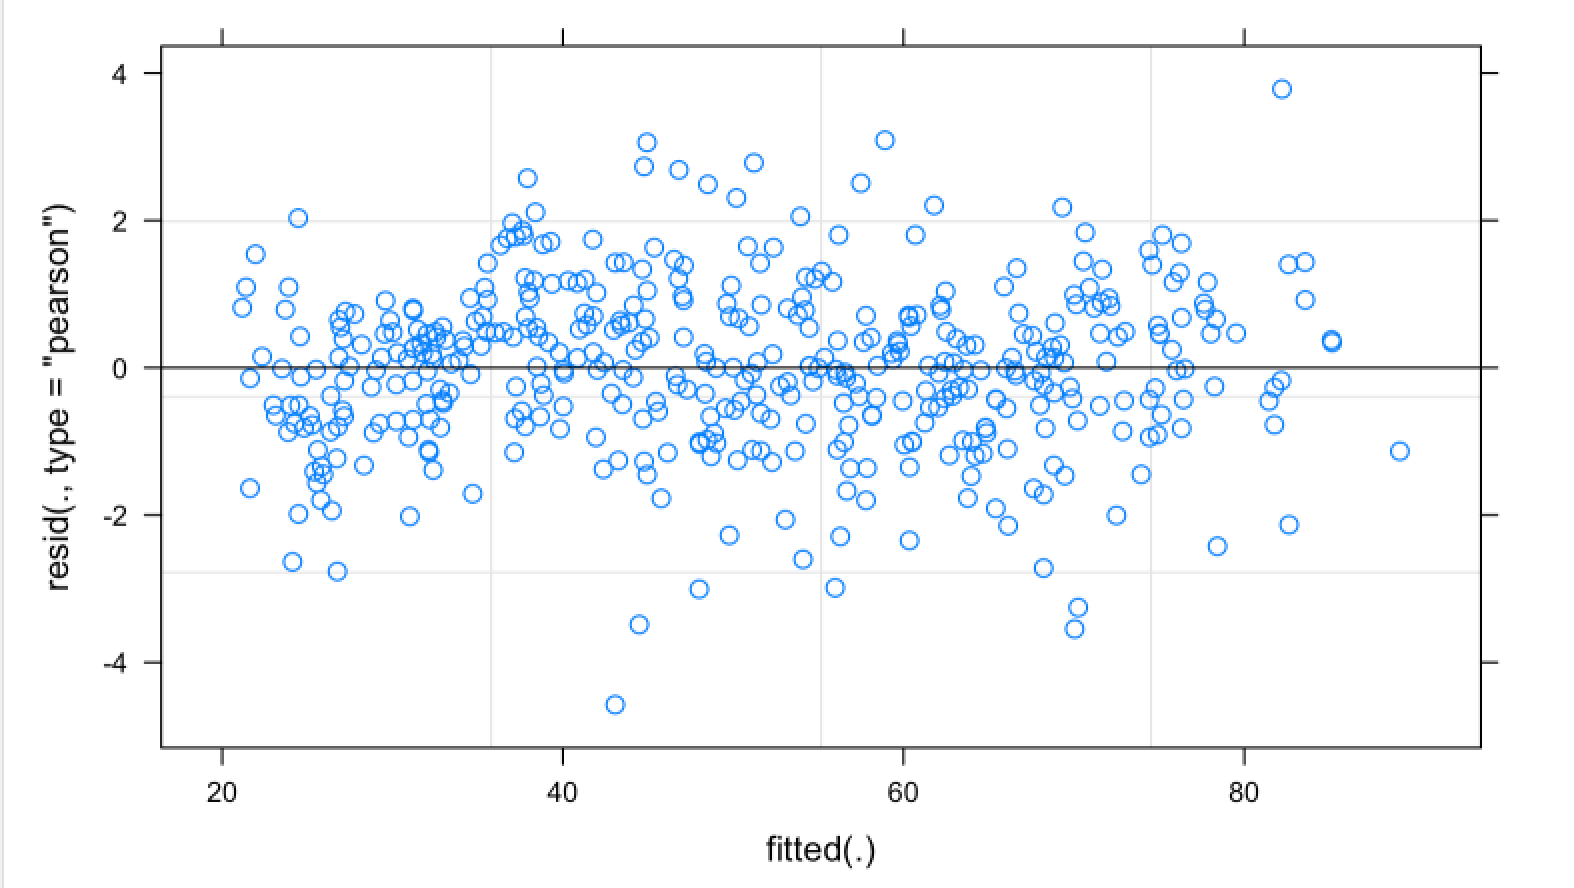 4
2
0
-2
-4
resid(., type = "pearson")
20 40 60 80
fitted(.)